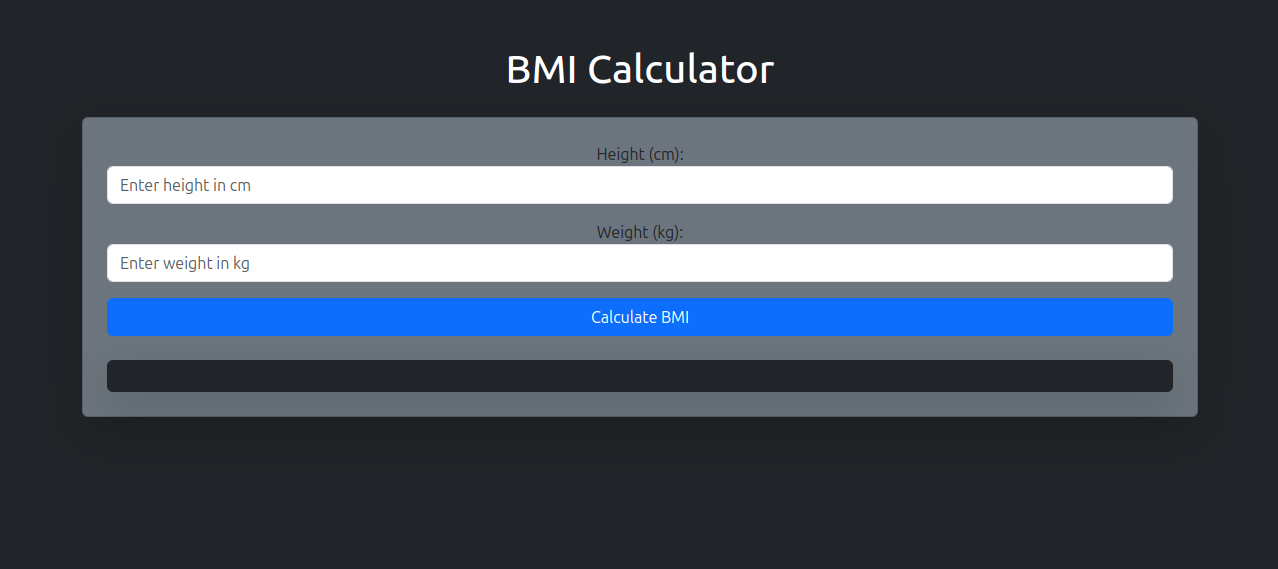 BMI Calculator
Height (cm):
Enter height in cm
Weight (kg):
Enter weight in kg
Calculate BMI